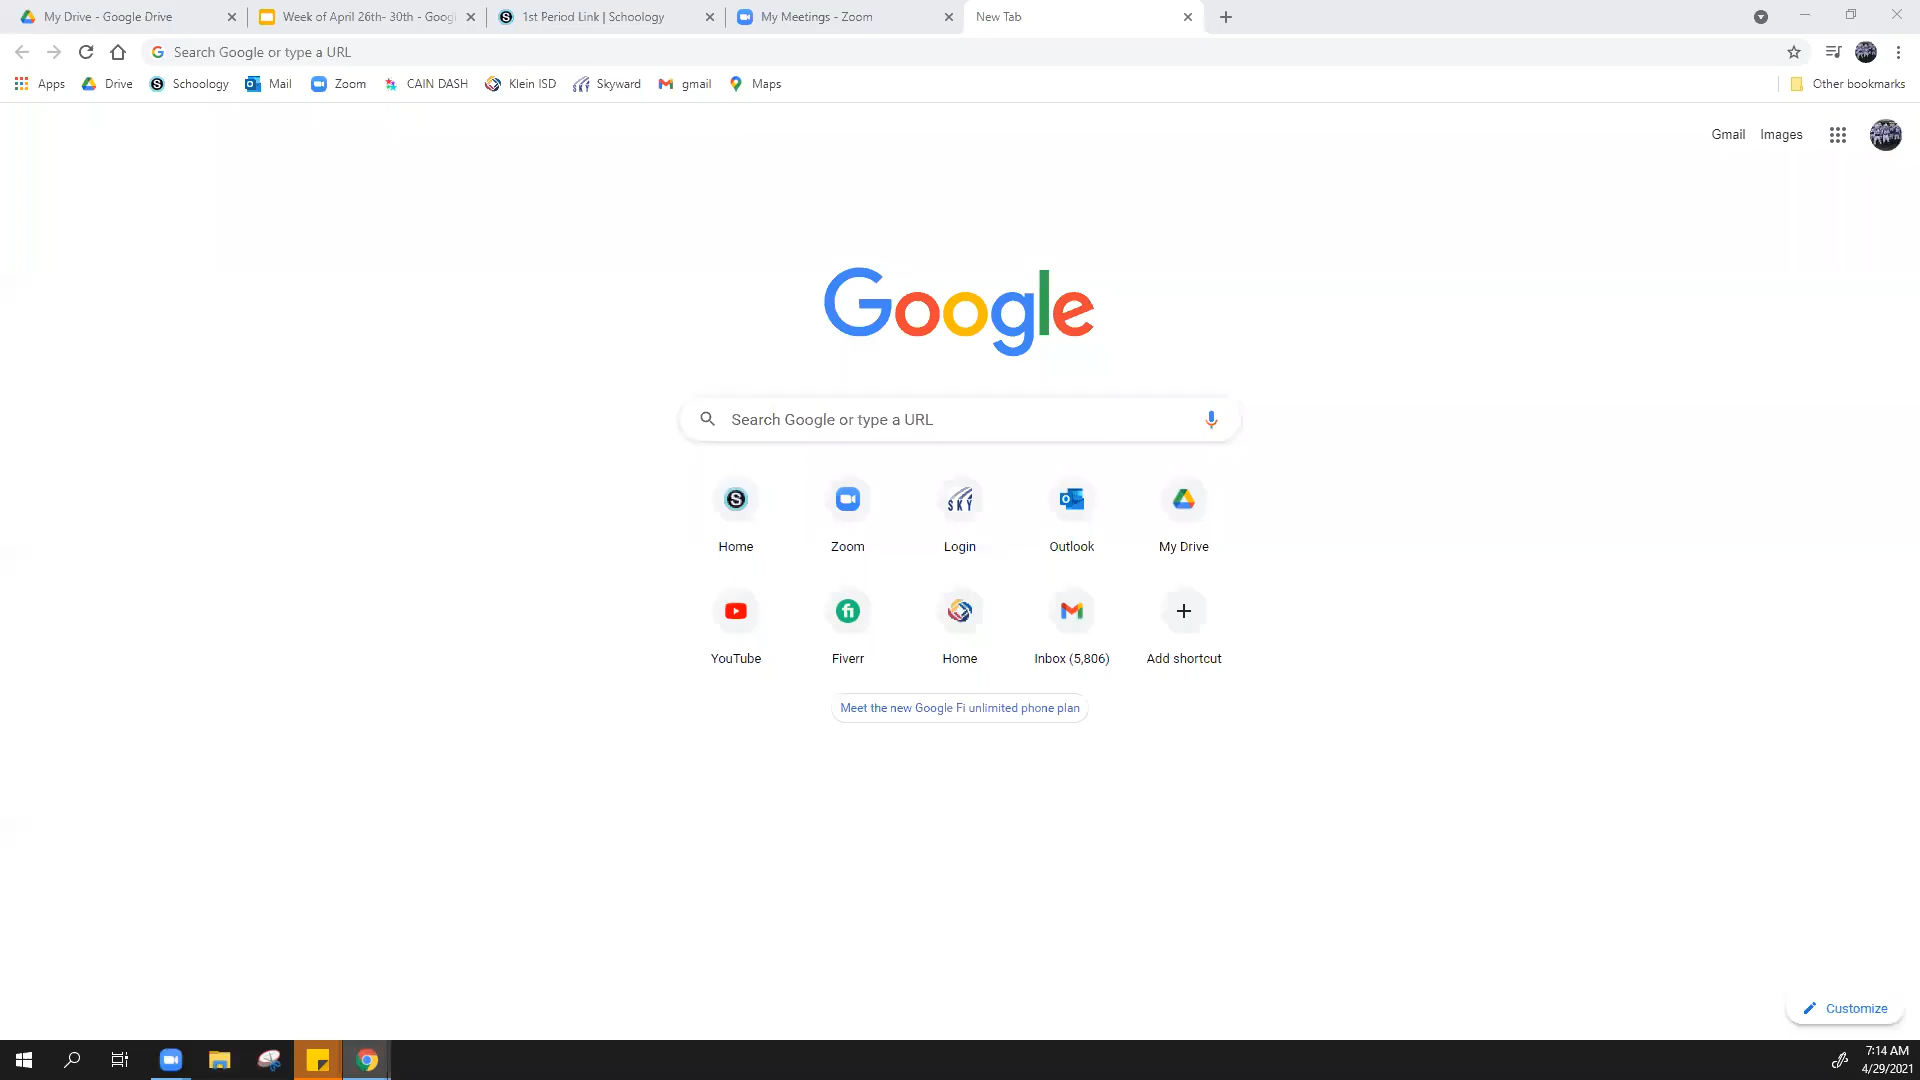 My Drive - Google Drive
Week of April 26th- 30th - Googl
1st Period Link | Schoology
My Meetings - Zoom
New Tab
Search Google or type a URL
Apps
Drive
Schoology
Mail
Zoom
CAIN DASH
Klein ISD
Skyward
gmail
Maps
Other bookmarks
Gmail
Images
Google
Search Google or type a URL
Home
Zoom
SKY
Login
Outlook
My Drive
YouTube
Fiverr
Home
Inbox (5,806)
Add shortcut
Meet the new Google Fi unlimited phone plan
Customize
7:14 AM
4/29/2021